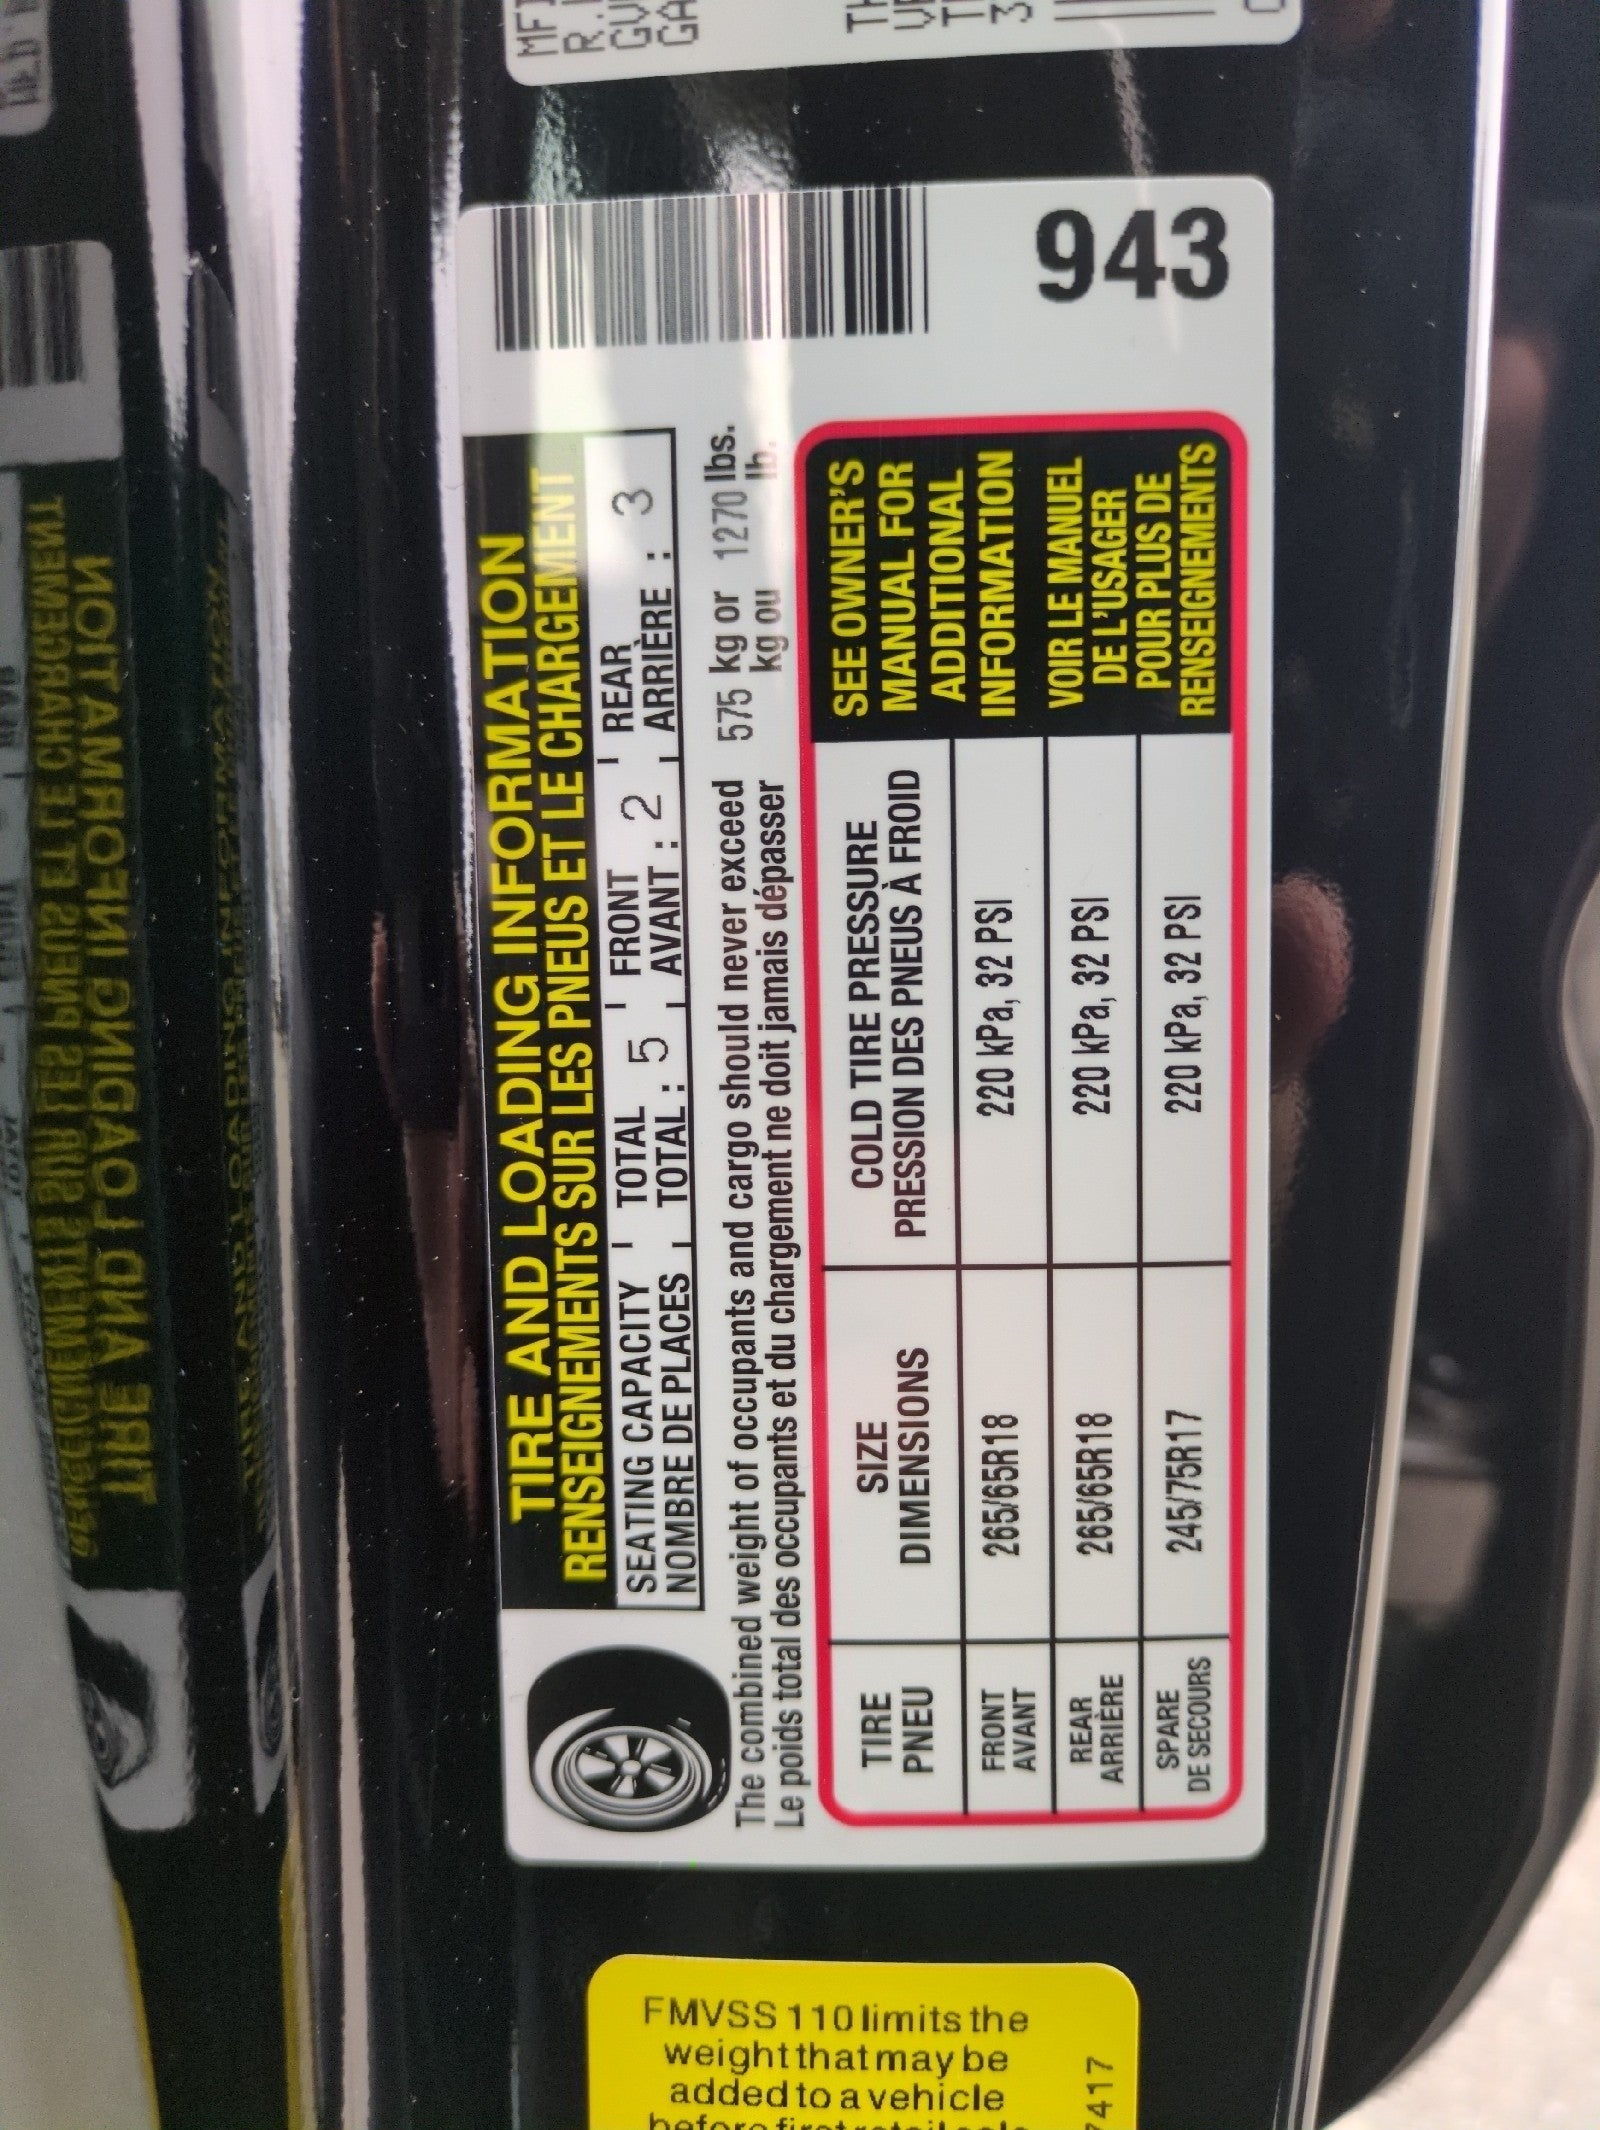 TIRE AND LOADING INFORMATION
RENSEIGNEMENTS SUR LES PNEUS ET LE CHARGEMENT
SEATING CAPACITY TOTAL FRONT REAR
NOMBRE DE PLACES TOTAL : 5 AVANT : 2 ARRIÈRE : 3
The combined weight of occupants and cargo should never exceed 575 kg or 1270 lbs.
Le poids total des occupants et du chargement ne doit jamais dépasser kg ou lb.
TIRE SIZE COLD TIRE PRESSURE
PNEU DIMENSIONS PRESSION DES PNEUS À FROID
FRONT
AVANT 265/65R18 220 kPa, 32 PSI
REAR
ARRIÈRE 265/65R18 220 kPa, 32 PSI
SPARE
DE SECOURS 245/75R17 220 kPa, 32 PSI
SEE OWNER'S
MANUAL FOR
ADDITIONAL
INFORMATION
VOIR LE MANUEL
DE L'USAGER
POUR PLUS DE
RENSEIGNEMENTS
943
FMVSS 110 limits the
weight that may be
added to a vehicle
7417